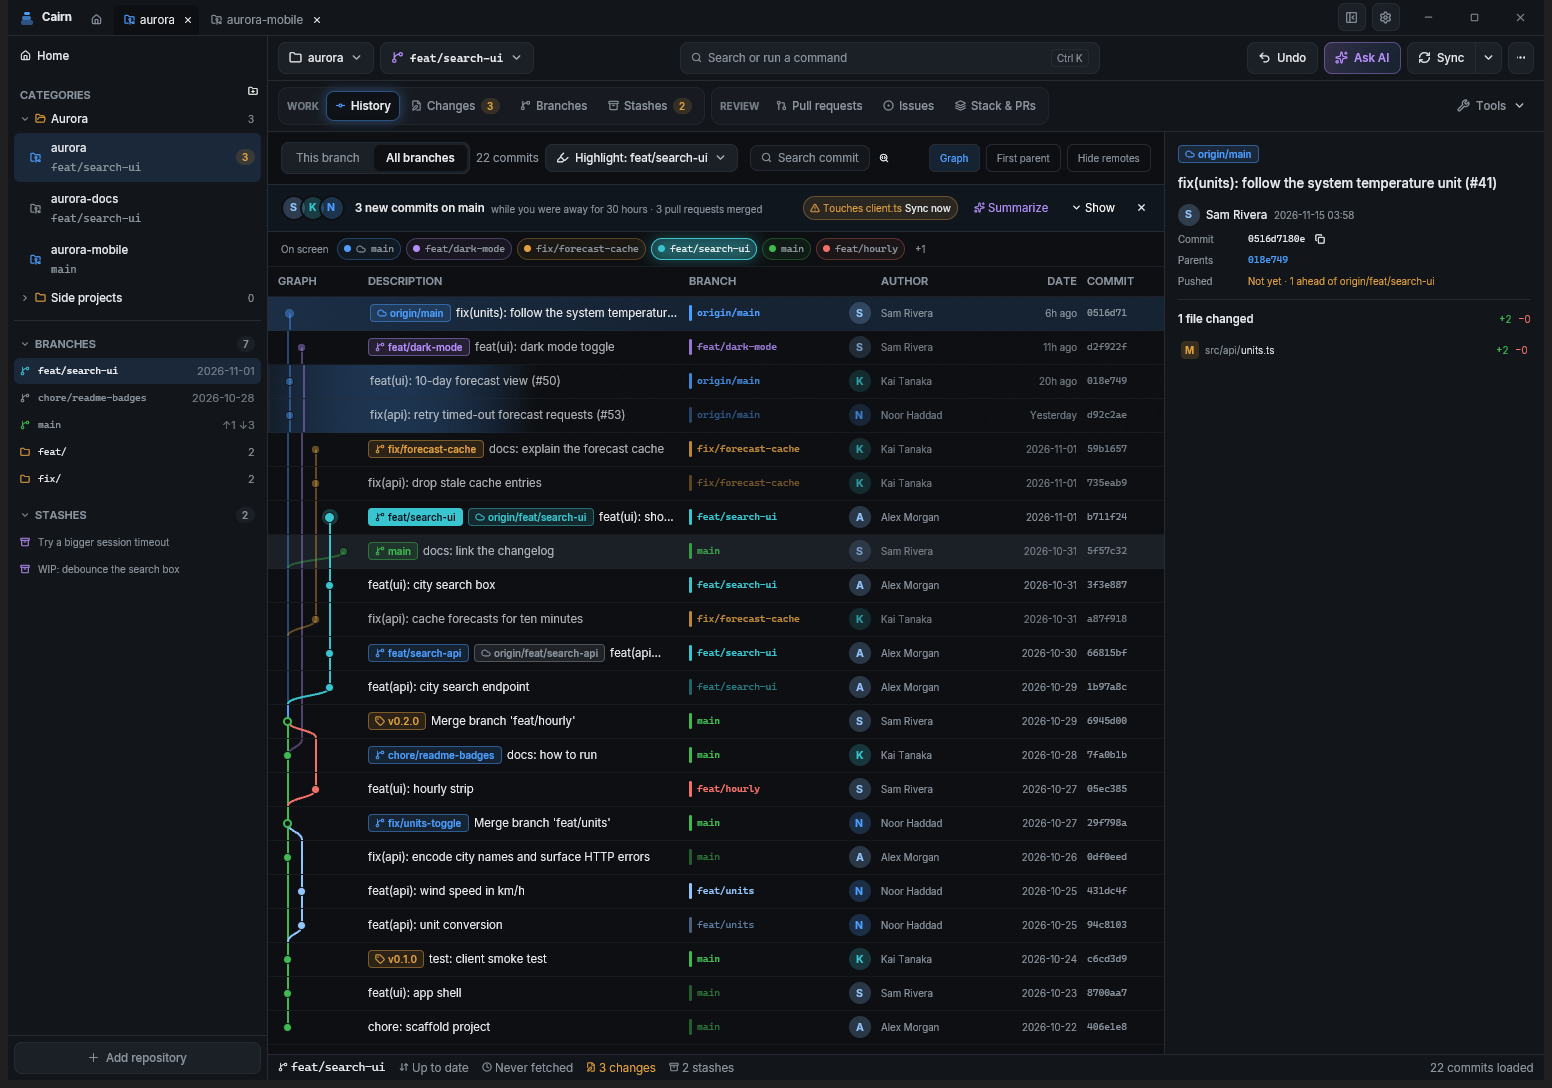 Cairn
aurora
aurora-mobile
Home
CATEGORIES
Aurora 3
aurora
feat/search-ui
3
aurora-docs
feat/search-ui
aurora-mobile
main
Side projects 0
BRANCHES 7
feat/search-ui 2026-11-01
chore/readme-badges 2026-10-28
main ↑1 ↓3
feat/ 2
fix/ 2
STASHES 2
Try a bigger session timeout
WIP: debounce the search box
Add repository
aurora feat/search-ui Search or run a command Ctrl K Undo Ask AI Sync
WORK History Changes 3 Branches Stashes 2 REVIEW Pull requests Issues Stack & PRs Tools
This branch All branches 22 commits Highlight: feat/search-ui Search commit Graph First parent Hide remotes
S K N 3 new commits on main while you were away for 30 hours · 3 pull requests merged Touches client.ts Sync now Summarize Show
On screen main feat/dark-mode fix/forecast-cache feat/search-ui main feat/hourly +1
GRAPH DESCRIPTION BRANCH AUTHOR DATE COMMIT
origin/main fix(units): follow the system temperatur... origin/main S Sam Rivera 6h ago 0516d71
feat/dark-mode feat(ui): dark mode toggle feat/dark-mode S Sam Rivera 11h ago d2f922f
feat(ui): 10-day forecast view (#50) origin/main K Kai Tanaka 20h ago 018e749
fix(api): retry timed-out forecast requests (#53) origin/main N Noor Haddad Yesterday d92c2ae
fix/forecast-cache docs: explain the forecast cache fix/forecast-cache K Kai Tanaka 2026-11-01 59b1657
fix(api): drop stale cache entries fix/forecast-cache K Kai Tanaka 2026-11-01 735eab9
feat/search-ui origin/feat/search-ui feat(ui): sho... feat/search-ui A Alex Morgan 2026-11-01 b711f24
main docs: link the changelog main S Sam Rivera 2026-10-31 5f57c32
feat(ui): city search box feat/search-ui A Alex Morgan 2026-10-31 3f3e887
fix(api): cache forecasts for ten minutes fix/forecast-cache K Kai Tanaka 2026-10-31 a87f918
feat/search-api origin/feat/search-api feat(api... feat/search-ui A Alex Morgan 2026-10-30 66815bf
feat(api): city search endpoint feat/search-ui A Alex Morgan 2026-10-29 1b97a8c
v0.2.0 Merge branch 'feat/hourly' main S Sam Rivera 2026-10-29 6945d00
chore/readme-badges docs: how to run main K Kai Tanaka 2026-10-28 7fa0b1b
feat(ui): hourly strip feat/hourly S Sam Rivera 2026-10-27 05ec385
fix/units-toggle Merge branch 'feat/units' main N Noor Haddad 2026-10-27 29f798a
fix(api): encode city names and surface HTTP errors main A Alex Morgan 2026-10-26 0df0eed
feat(api): wind speed in km/h feat/units N Noor Haddad 2026-10-25 431dc4f
feat(api): unit conversion feat/units N Noor Haddad 2026-10-25 94c8103
v0.1.0 test: client smoke test main K Kai Tanaka 2026-10-24 c6cd3d9
feat(ui): app shell main S Sam Rivera 2026-10-23 8700aa7
chore: scaffold project main A Alex Morgan 2026-10-22 406e1e8
origin/main
fix(units): follow the system temperature unit (#41)
S Sam Rivera 2026-11-15 03:58
Commit 0516d7180e
Parents 018e749
Pushed Not yet · 1 ahead of origin/feat/search-ui
1 file changed +2 −0
M src/api/units.ts +2 −0
feat/search-ui Up to date Never fetched 3 changes 2 stashes 22 commits loaded